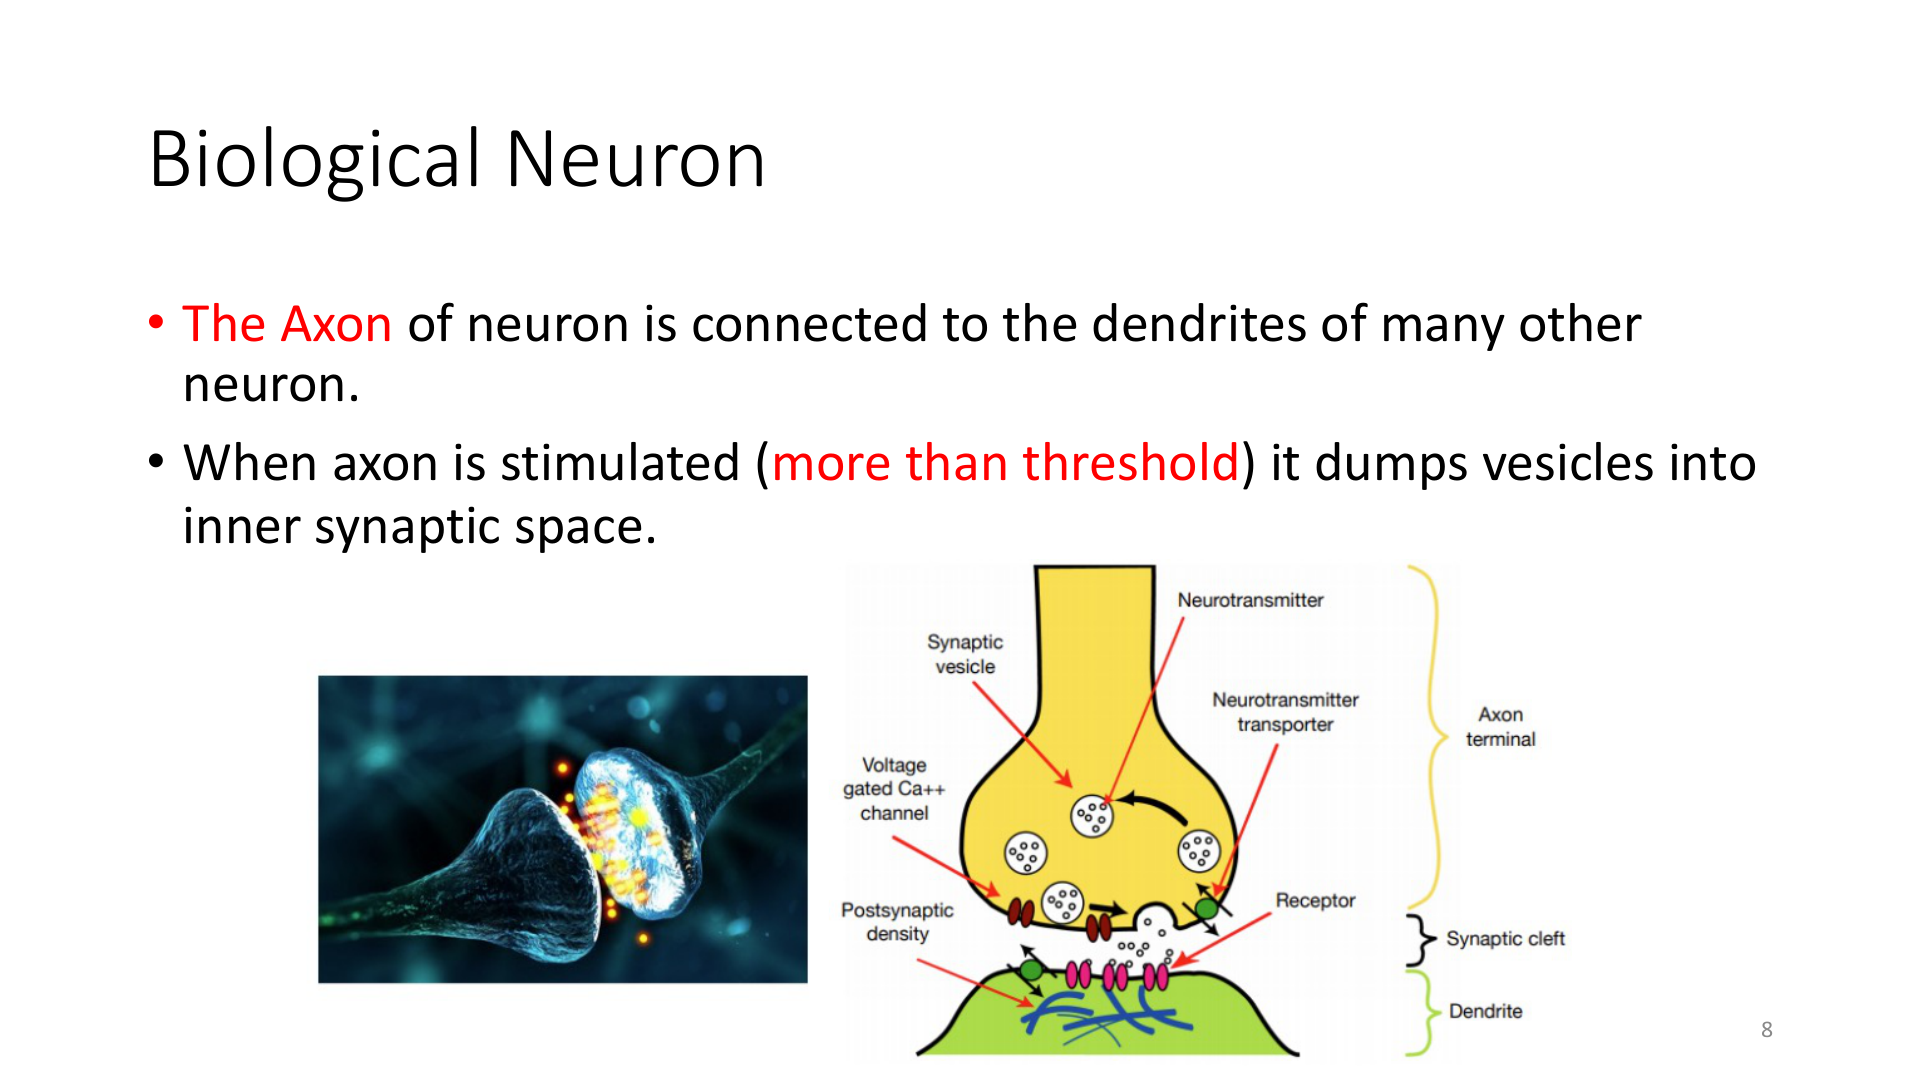 Biological Neuron
• The Axon of neuron is connected to the dendrites of many other
neuron.
• When axon is stimulated (more than threshold) it dumps vesicles into
inner synaptic space.
Neurotransmitter
Synaptic
vesicle
Neurotransmitter
transporter
Axon
terminal
Voltage
gated Ca++
channel
Receptor
Postsynaptic
density
Synaptic cleft
Dendrite
8